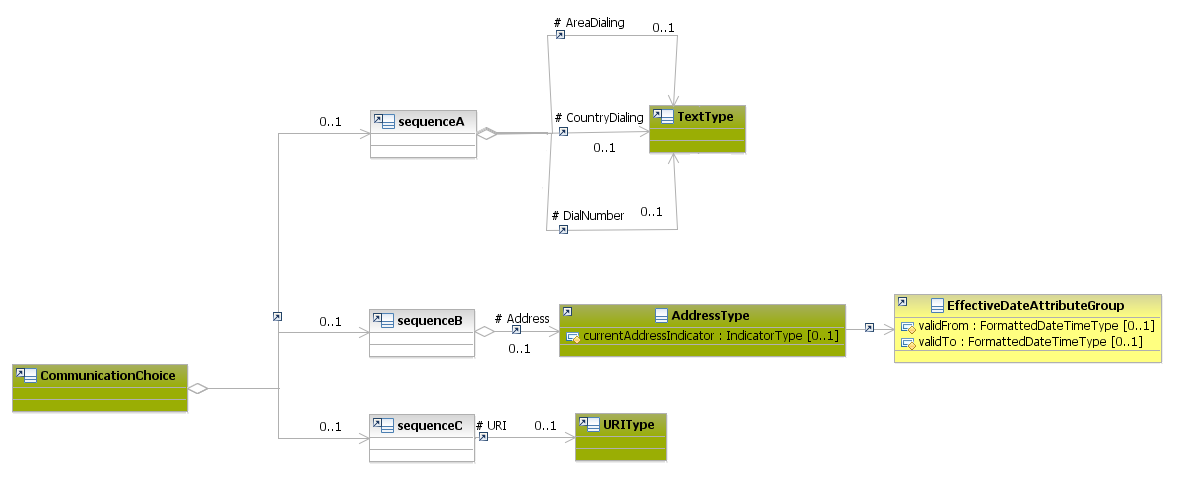 # AreaDialing
0..1
0..1
sequenceA
# CountryDialing
TextType
0..1
# DialNumber
0..1
0..1
sequenceB
# Address
0..1
AddressType
currentAddressIndicator : IndicatorType [0..1]
EffectiveDateAttributeGroup
validFrom : FormattedDateTimeType [0..1]
validTo : FormattedDateTimeType [0..1]
CommunicationChoice
0..1
sequenceC
# URI
0..1
URIType